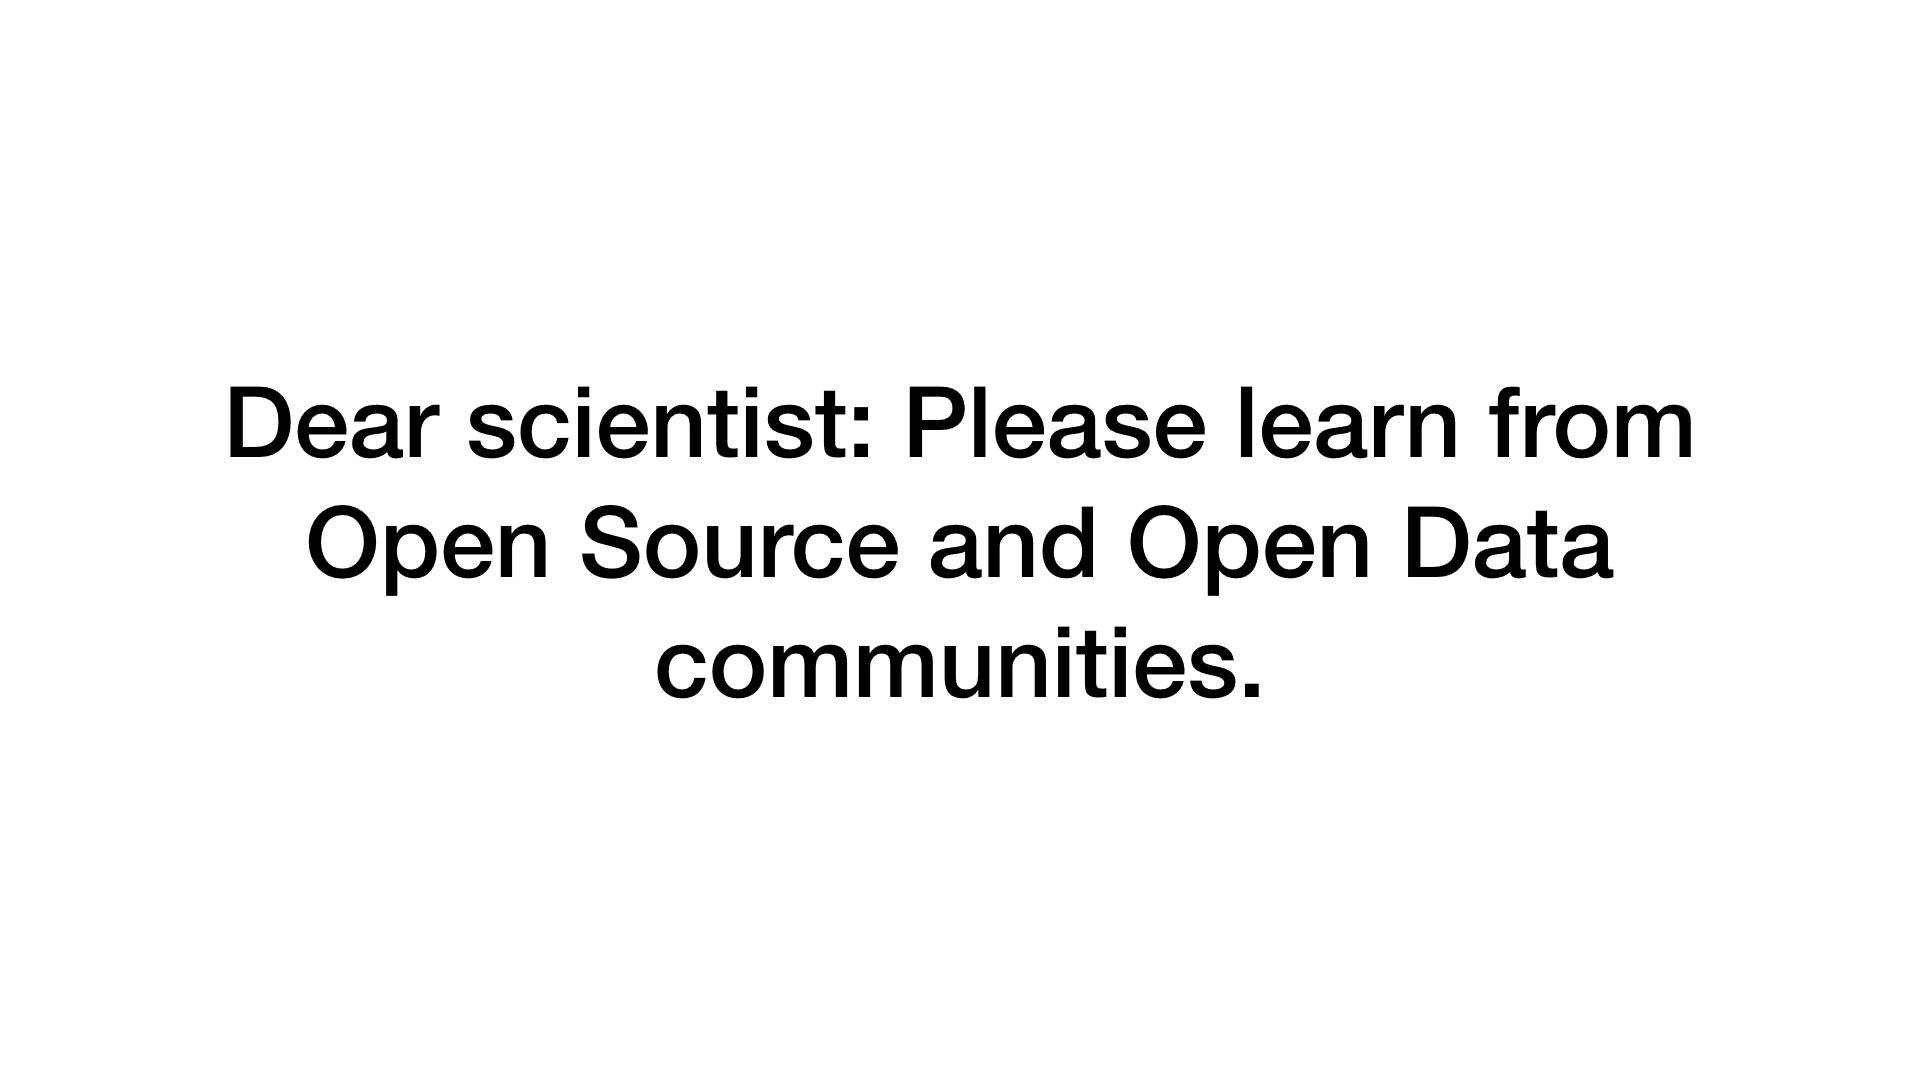 Dear scientist: Please learn from
Open Source and Open Data
communities.